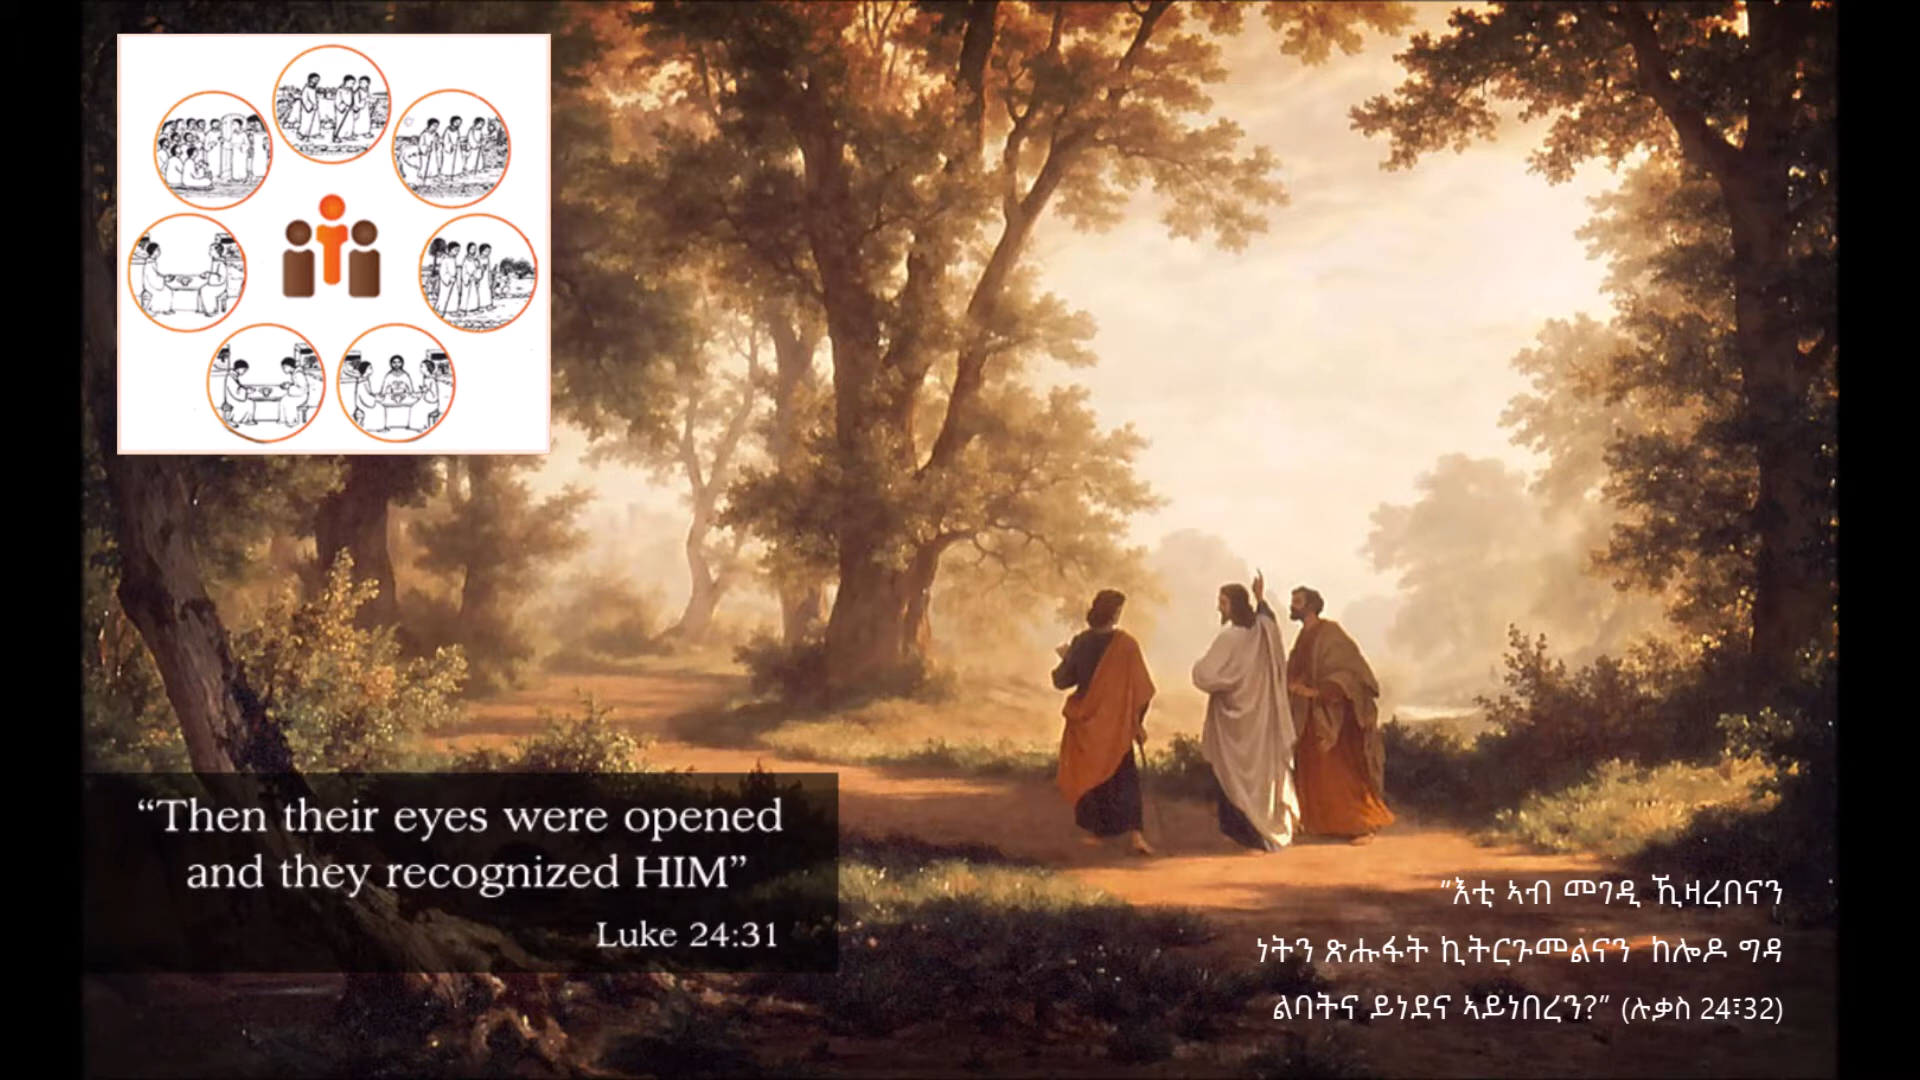 “Then their eyes were opened
and they recognized HIM”
Luke 24:31
“እቲ ኣብ መገዲ ኺዛረበናን
ነትን ጽሑፋት ኪትርጉመልናን ከሎዶ ግዳ
ልባትና ይነደና ኣይነበረን?” (ሉቃስ 24፣32)